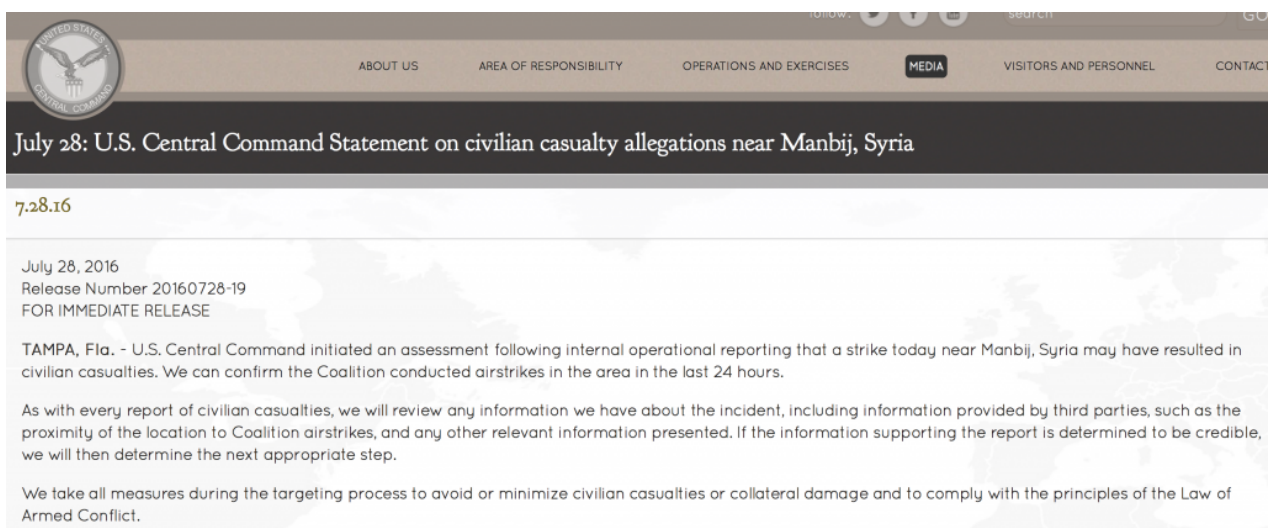 follow:
search
GO
UNITED STATES
CENTRAL COMMAND
ABOUT US AREA OF RESPONSIBILITY OPERATIONS AND EXERCISES MEDIA VISITORS AND PERSONNEL CONTACT
July 28: U.S. Central Command Statement on civilian casualty allegations near Manbij, Syria
7.28.16
July 28, 2016
Release Number 20160728-19
FOR IMMEDIATE RELEASE
TAMPA, Fla. - U.S. Central Command initiated an assessment following internal operational reporting that a strike today near Manbij, Syria may have resulted in
civilian casualties. We can confirm the Coalition conducted airstrikes in the area in the last 24 hours.
As with every report of civilian casualties, we will review any information we have about the incident, including information provided by third parties, such as the
proximity of the location to Coalition airstrikes, and any other relevant information presented. If the information supporting the report is determined to be credible,
we will then determine the next appropriate step.
We take all measures during the targeting process to avoid or minimize civilian casualties or collateral damage and to comply with the principles of the Law of
Armed Conflict.